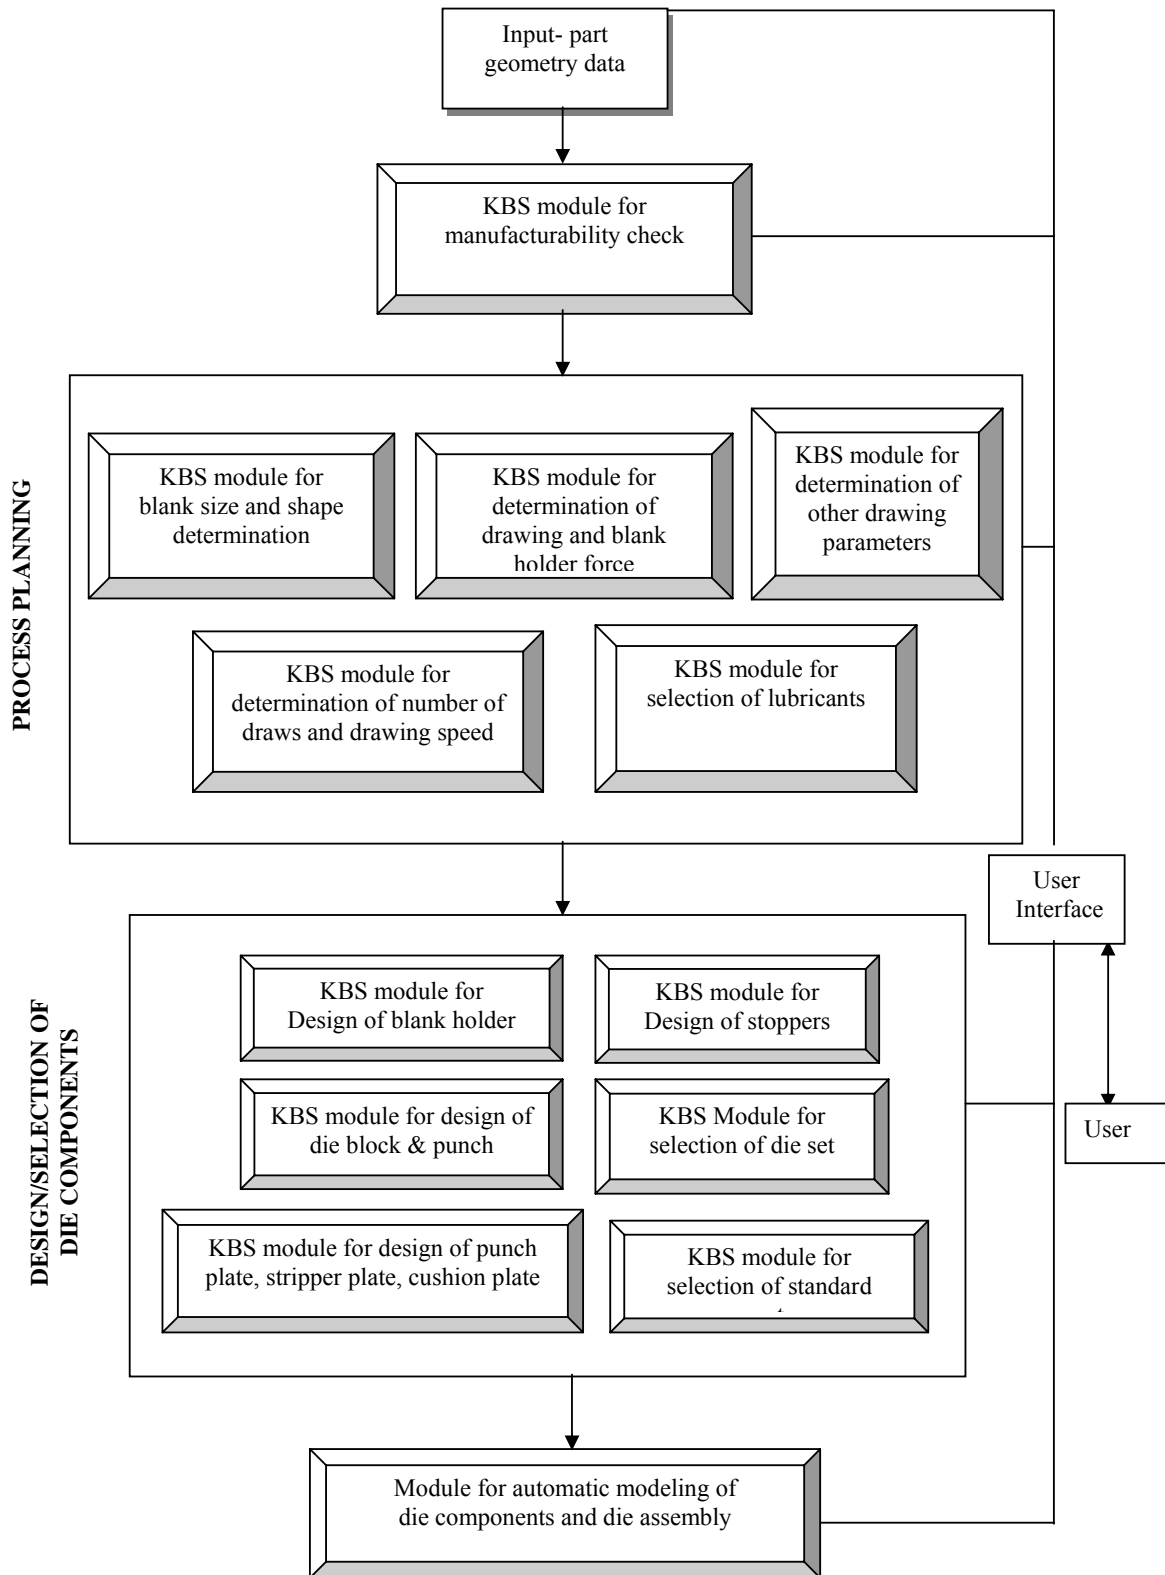 Input- part
geometry data
KBS module for
manufacturability check
PROCESS PLANNING
KBS module for
blank size and shape
determination
KBS module for
determination of
drawing and blank
holder force
KBS module for
determination of
other drawing
parameters
KBS module for
determination of number of
draws and drawing speed
KBS module for
selection of lubricants
User
Interface
User
DESIGN/SELECTION OF
DIE COMPONENTS
KBS module for
Design of blank holder
KBS module for
Design of stoppers
KBS module for design of
die block & punch
KBS Module for
selection of die set
KBS module for design of punch
plate, stripper plate, cushion plate
KBS module for
selection of standard
Module for automatic modeling of
die components and die assembly